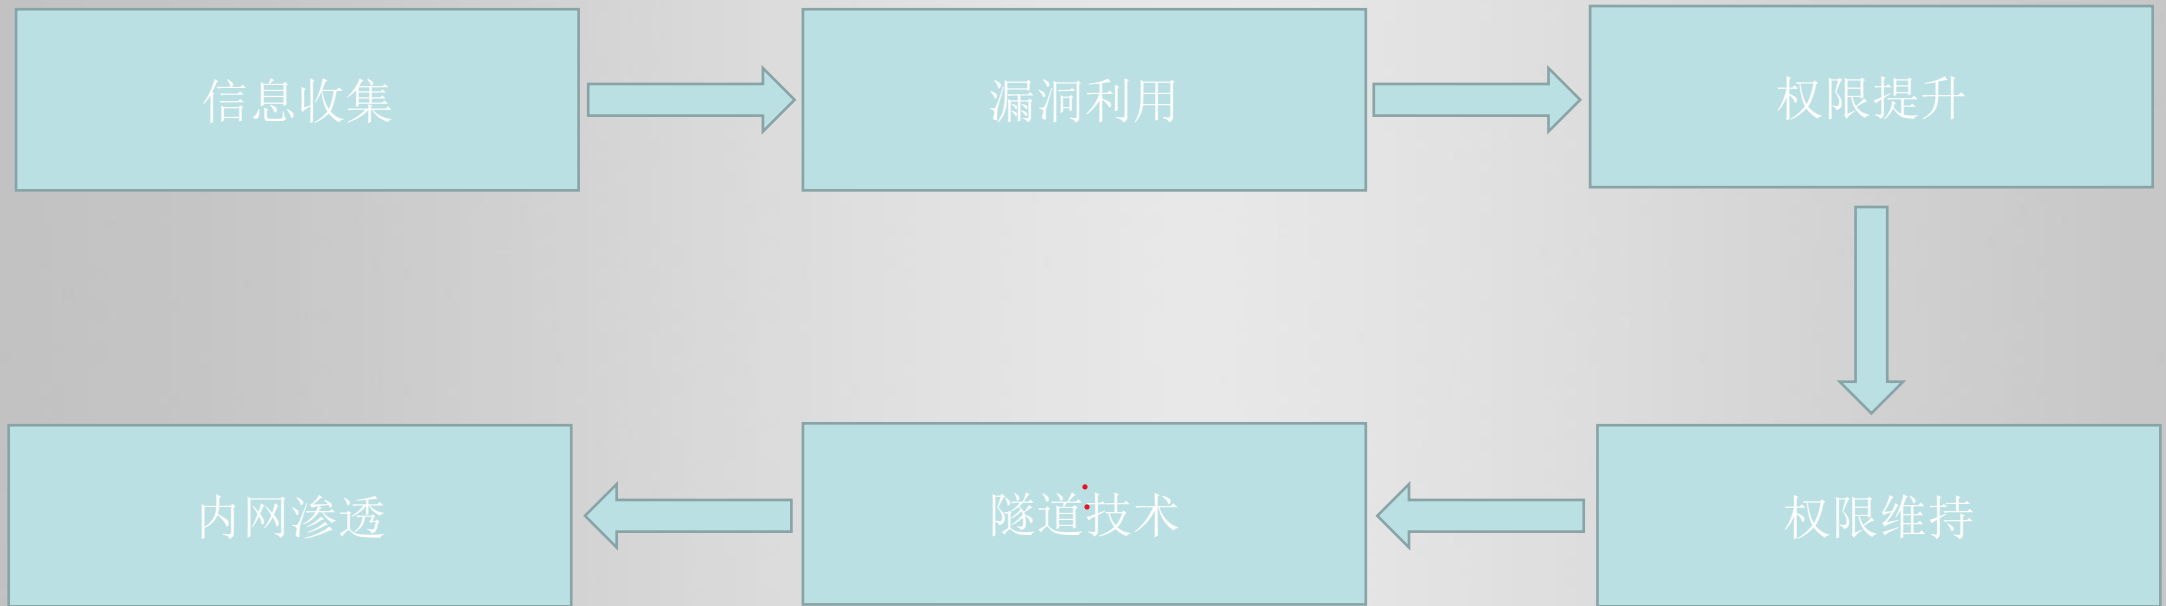 信息收集
漏洞利用
权限提升
权限维持
隧道技术
内网渗透